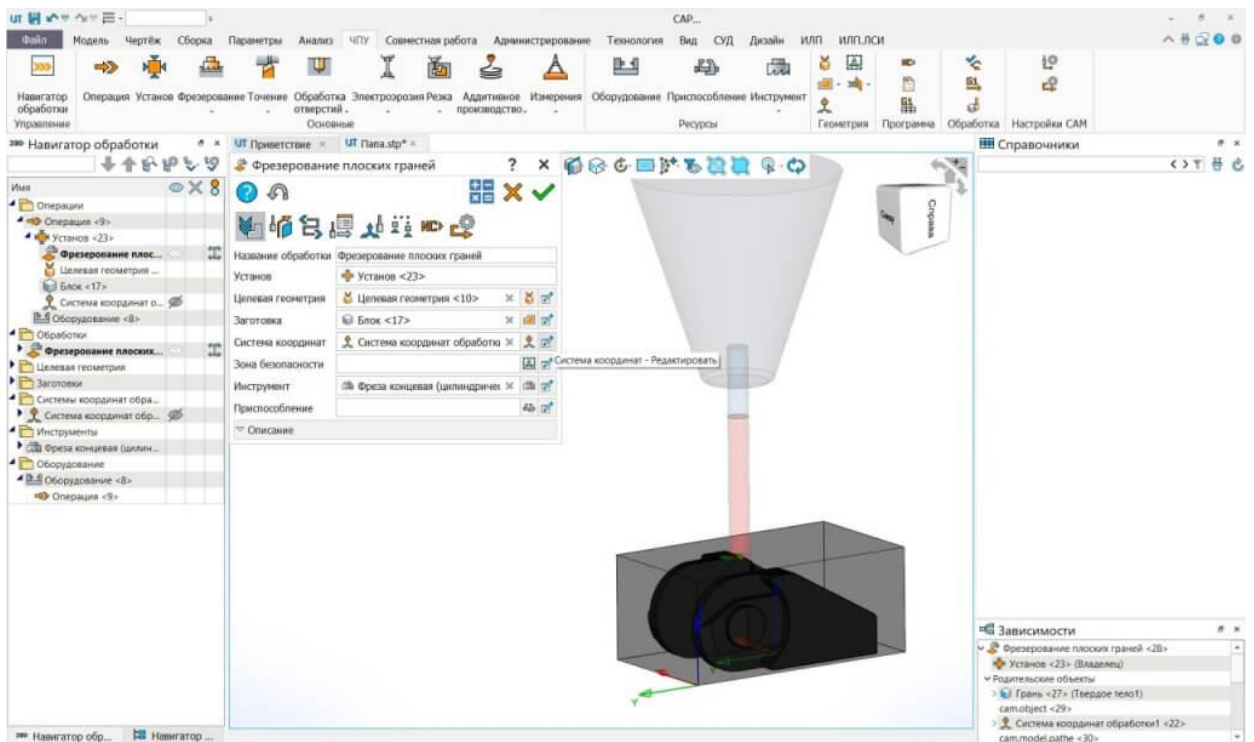 UT
CAP...
Файл Модель Чертёж Сборка Параметры Анализ ЧПУ Совместная работа Администрирование Технология Вид СУД Дизайн ИЛП ИЛП.ЛСИ
Навигатор обработки Операция Установ Фрезерование Точение Обработка отверстий Электроэрозия Резка Аддитивное производство Измерения Оборудование Приспособление Инструмент
Управление Основные Ресурсы Геометрия Программа Обработка Настройки CAM
Навигатор обработки
UT Приветствие
UT Папа.stp*
Справочники
Имя
Операции
Операция <9>
Установ <23>
Фрезерование плос...
Целевая геометрия ...
Блок <17>
Система координат о...
Оборудование <8>
Обработки
Фрезерование плоских...
Целевая геометрия
Заготовки
Системы координат обра...
Система координат обр...
Инструменты
Фреза концевая (цилин...
Оборудование
Оборудование <8>
Операция <9>
Фрезерование плоских граней ?
Название обработки Фрезерование плоских граней
Установ Установ <23>
Целевая геометрия Целевая геометрия <10>
Заготовка Блок <17>
Система координат Система координат обработки
Зона безопасности
Система координат - Редактировать
Инструмент Фреза концевая (цилиндричес
Приспособление
Описание
Справа
Y
Y
Зависимости
Фрезерование плоских граней <28>
Установ <23> (Владелец)
Родительские объекты
Грань <27> (Твердое тело1)
cam.object <29>
Система координат обработки1 <22>
cam.model.pathe <30>
Навигатор обр...
Навигатор ...